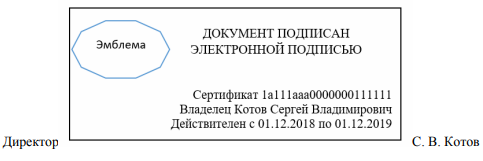 Эмблема
ДОКУМЕНТ ПОДПИСАН
ЭЛЕКТРОННОЙ ПОДПИСЬЮ
Сертификат 1a111aaa0000000111111
Владелец Котов Сергей Владимирович
Действителен с 01.12.2018 по 01.12.2019
Директор С. В. Котов